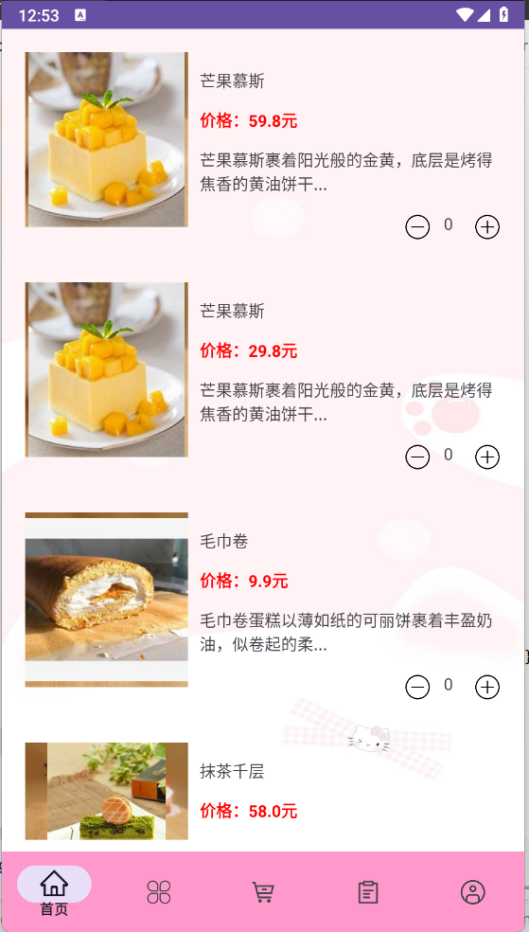 12:53
A
芒果慕斯
价格：59.8元
芒果慕斯裹着阳光般的金黄，底层是烤得
焦香的黄油饼干...
0
芒果慕斯
价格：29.8元
芒果慕斯裹着阳光般的金黄，底层是烤得
焦香的黄油饼干...
0
毛巾卷
价格：9.9元
毛巾卷蛋糕以薄如纸的可丽饼裹着丰盈奶
油，似卷起的柔...
0
抹茶千层
价格：58.0元
首页